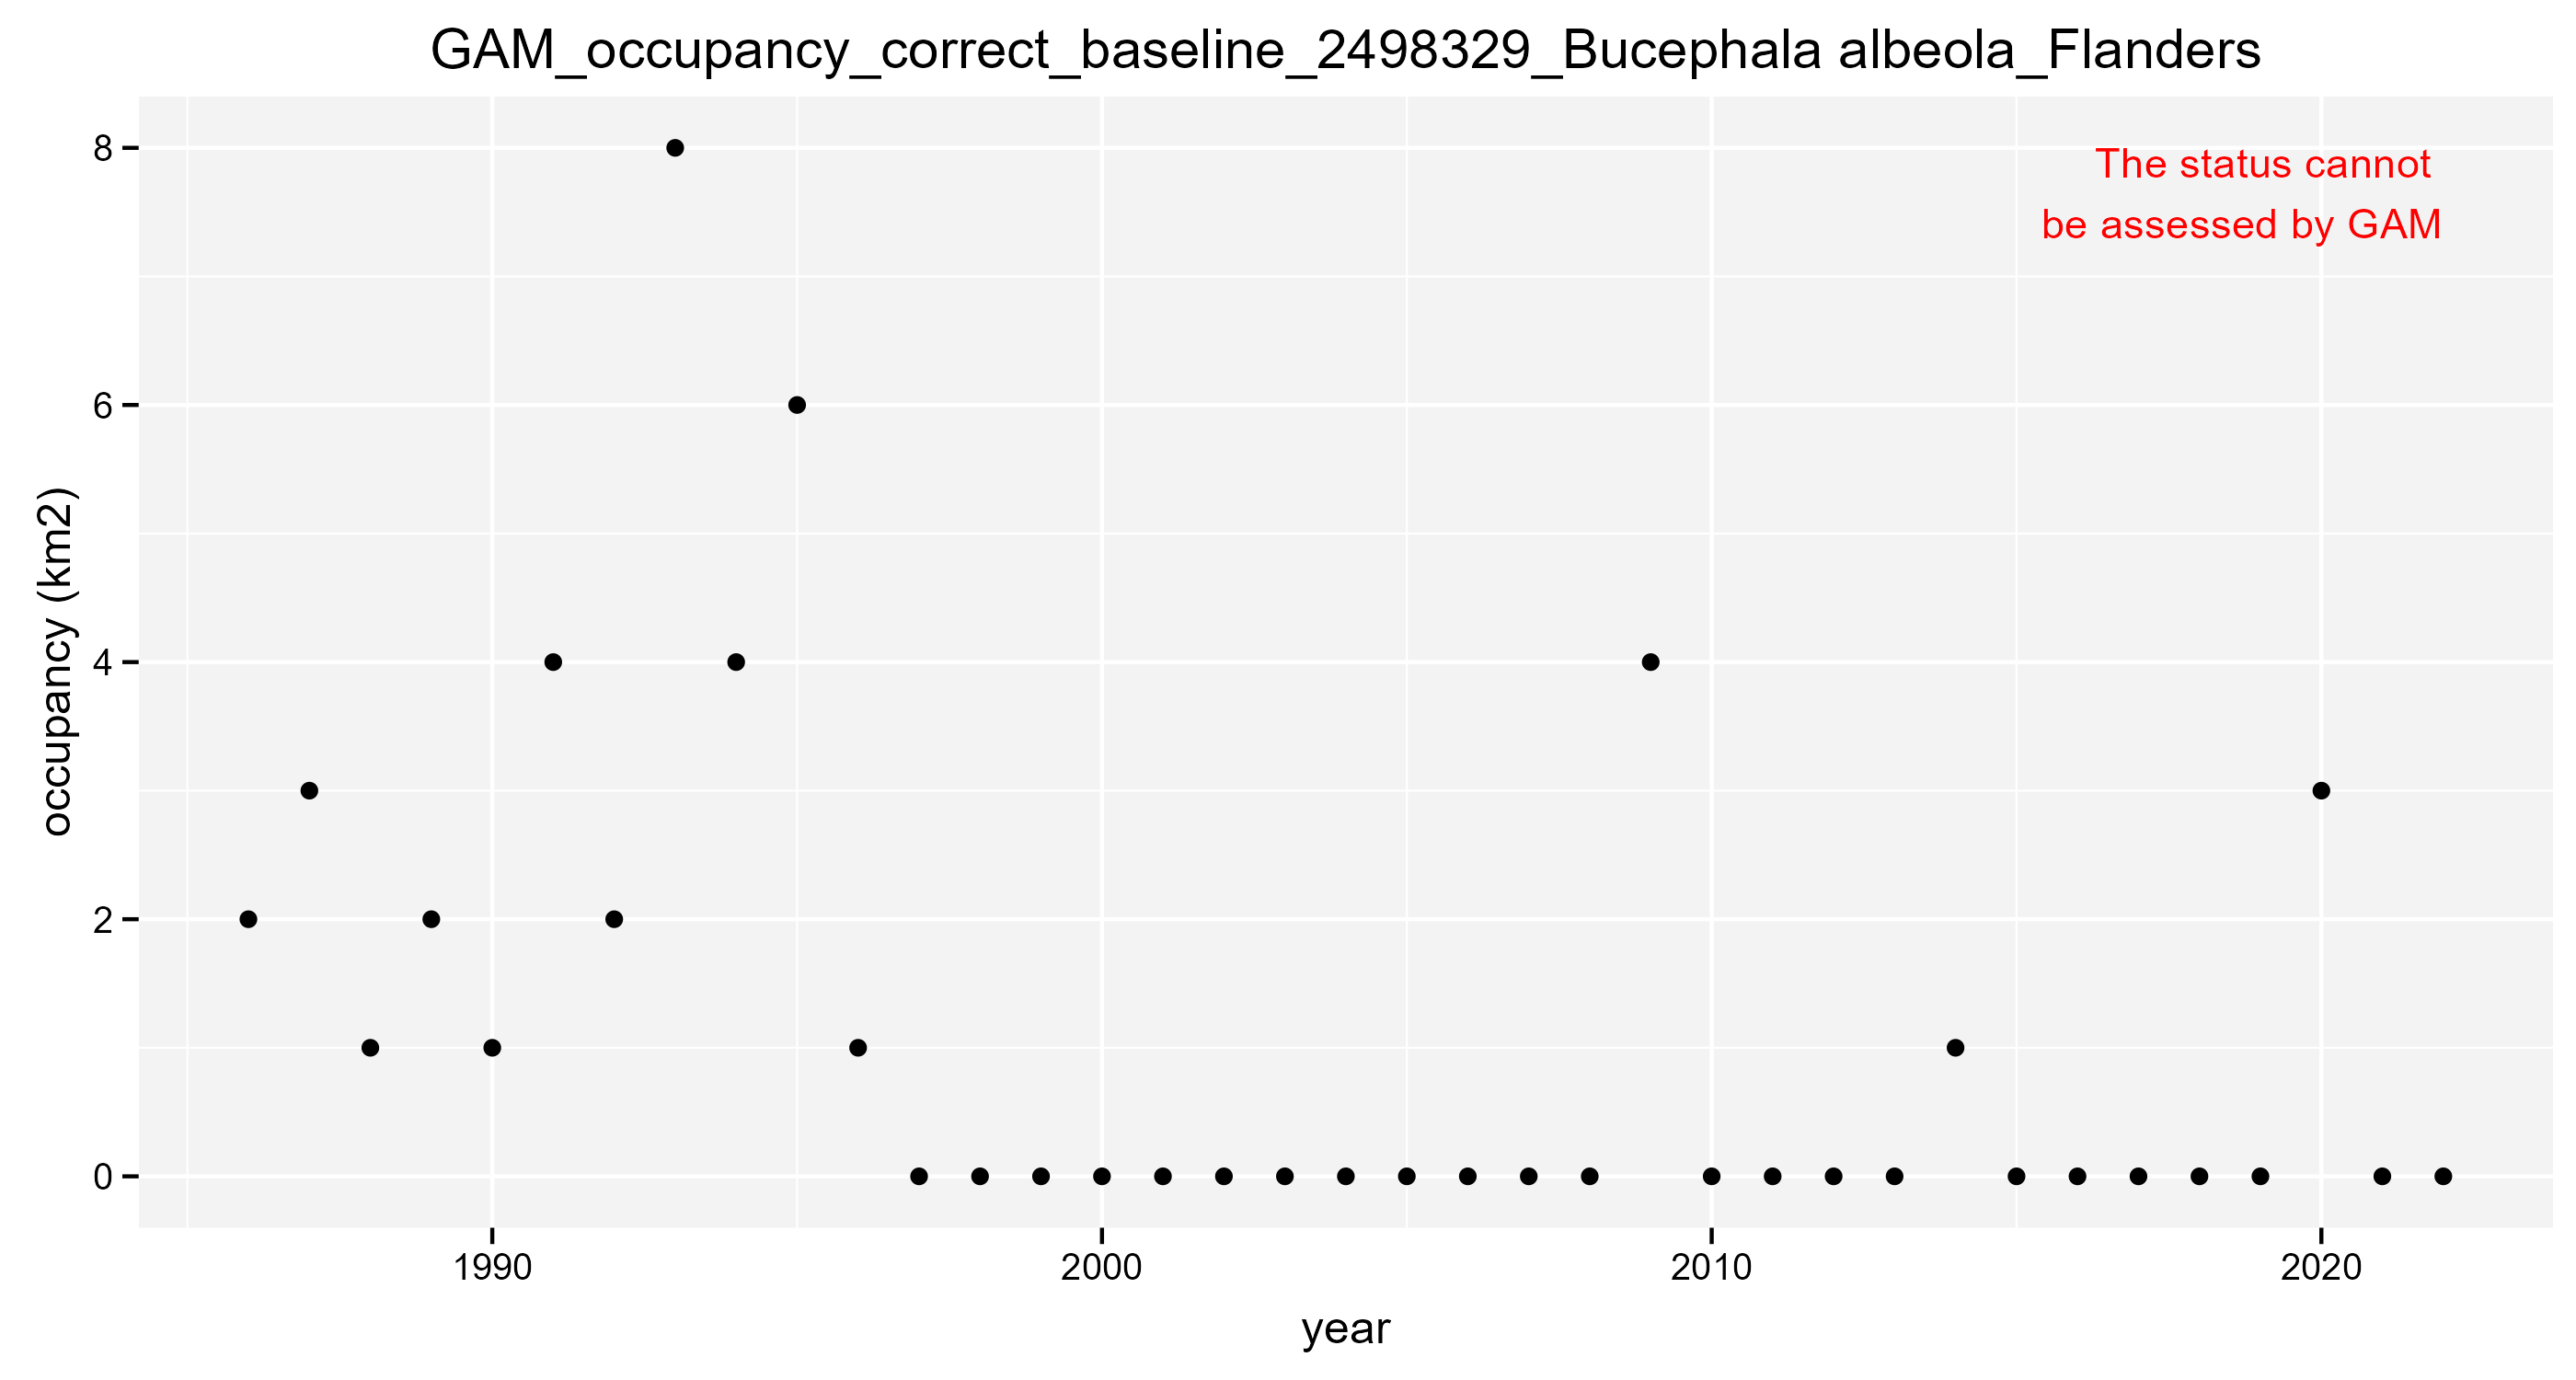 GAM_occupancy_correct_baseline_2498329_Bucephala albeola_Flanders
The status cannot
be assessed by GAM
occupancy (km2)
8
6
4
2
0
1990
2000
2010
2020
year